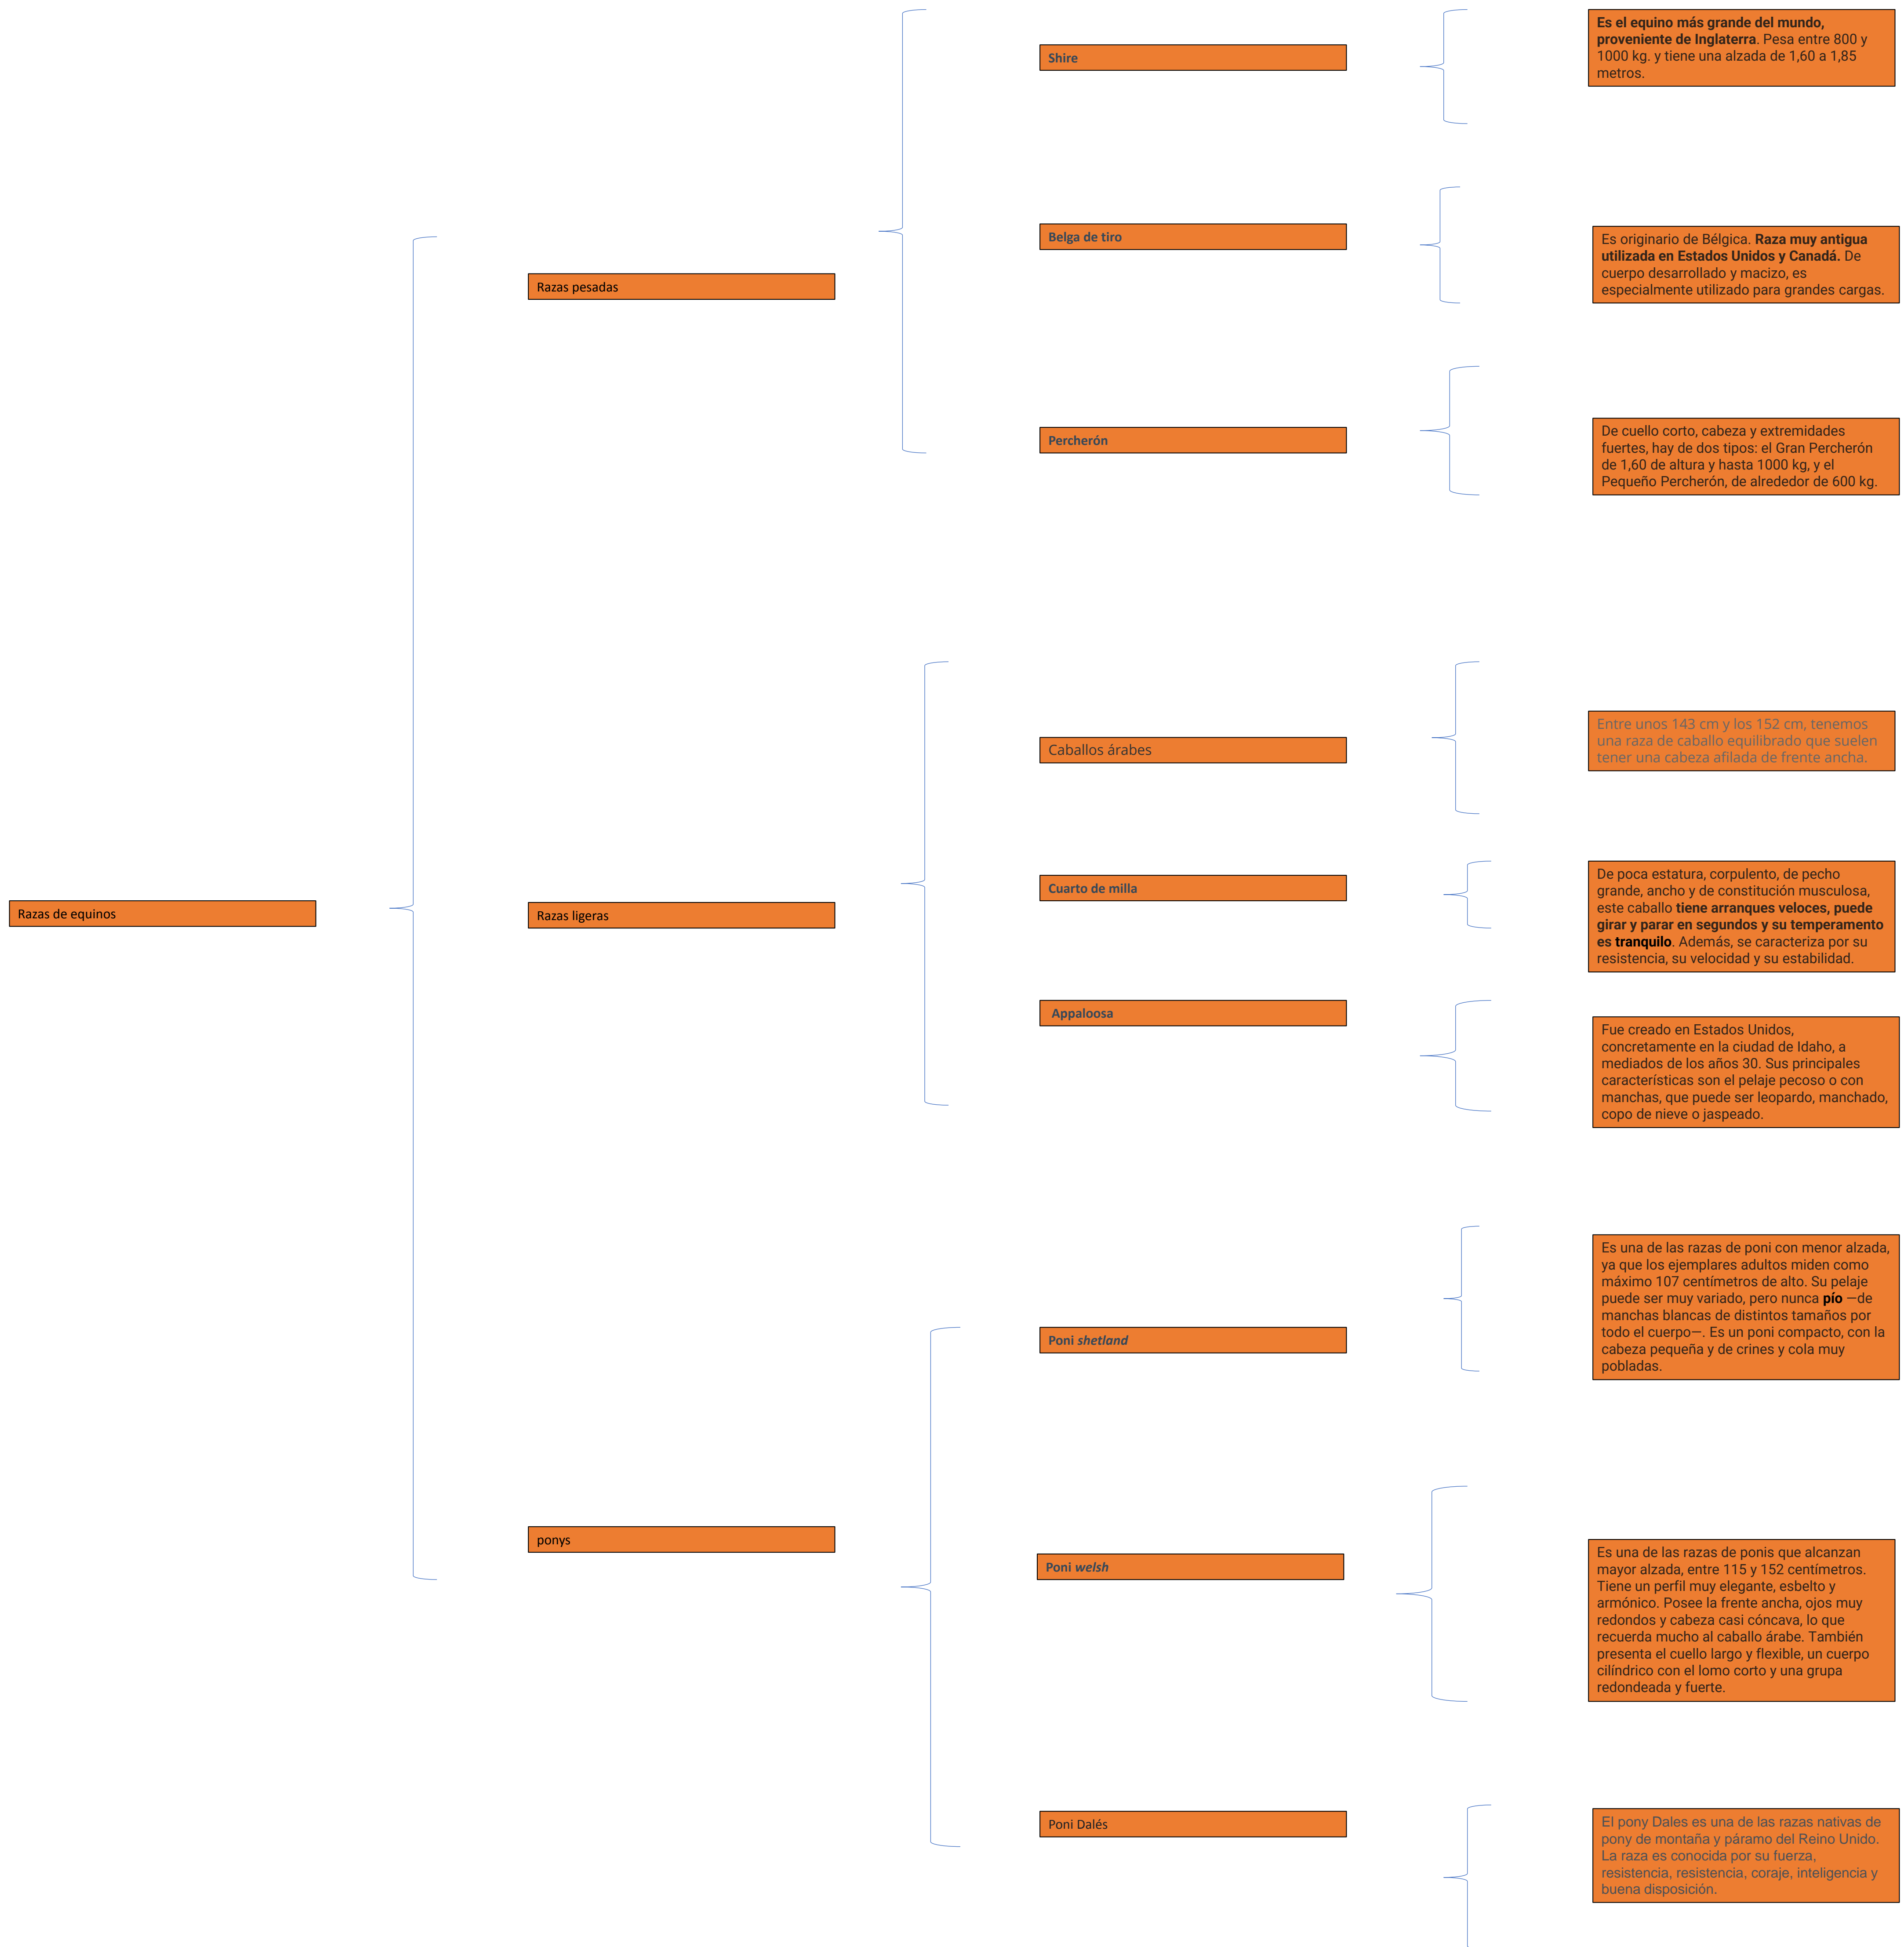 Razas de equinos
Razas pesadas
Shire
Es el equino más grande del mundo,
proveniente de Inglaterra. Pesa entre 800 y
1000 kg. y tiene una alzada de 1,60 a 1,85
metros.
Belga de tiro
Es originario de Bélgica. Raza muy antigua
utilizada en Estados Unidos y Canadá. De
cuerpo desarrollado y macizo, es
especialmente utilizado para grandes cargas.
Percherón
De cuello corto, cabeza y extremidades
fuertes, hay de dos tipos: el Gran Percherón
de 1,60 de altura y hasta 1000 kg, y el
Pequeño Percherón, de alrededor de 600 kg.
Razas ligeras
Caballos árabes
Entre unos 143 cm y los 152 cm, tenemos
una raza de caballo equilibrado que suelen
tener una cabeza afilada de frente ancha.
Cuarto de milla
De poca estatura, corpulento, de pecho
grande, ancho y de constitución musculosa,
este caballo tiene arranques veloces, puede
girar y parar en segundos y su temperamento
es tranquilo. Además, se caracteriza por su
resistencia, su velocidad y su estabilidad.
Appaloosa
Fue creado en Estados Unidos,
concretamente en la ciudad de Idaho, a
mediados de los años 30. Sus principales
características son el pelaje pecoso o con
manchas, que puede ser leopardo, manchado,
copo de nieve o jaspeado.
ponys
Poni shetland
Es una de las razas de poni con menor alzada,
ya que los ejemplares adultos miden como
máximo 107 centímetros de alto. Su pelaje
puede ser muy variado, pero nunca pío —de
manchas blancas de distintos tamaños por
todo el cuerpo—. Es un poni compacto, con la
cabeza pequeña y de crines y cola muy
pobladas.
Poni welsh
Es una de las razas de ponis que alcanzan
mayor alzada, entre 115 y 152 centímetros.
Tiene un perfil muy elegante, esbelto y
armónico. Posee la frente ancha, ojos muy
redondos y cabeza casi cóncava, lo que
recuerda mucho al caballo árabe. También
presenta el cuello largo y flexible, un cuerpo
cilíndrico con el lomo corto y una grupa
redondeada y fuerte.
Poni Dalés
El pony Dales es una de las razas nativas de
pony de montaña y páramo del Reino Unido.
La raza es conocida por su fuerza,
resistencia, resistencia, coraje, inteligencia y
buena disposición.